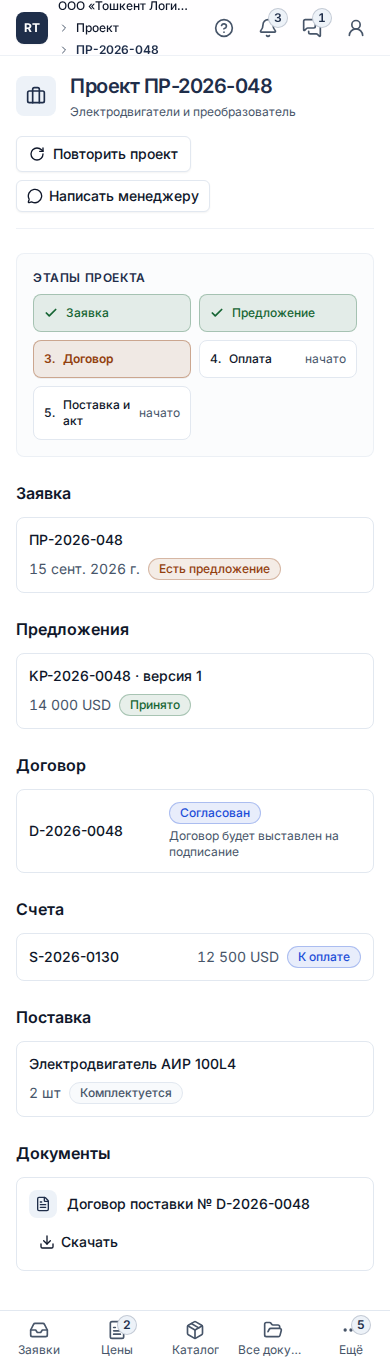 RT
ООО «Тошкент Логи...
Проект
ПР-2026-048
3
1
Проект ПР-2026-048
Электродвигатели и преобразователь
Повторить проект
Написать менеджеру
ЭТАПЫ ПРОЕКТА
Заявка
Предложение
3. Договор
4. Оплата начато
5. Поставка и акт начато
Заявка
ПР-2026-048
15 сент. 2026 г. Есть предложение
Предложения
KP-2026-0048 · версия 1
14 000 USD Принято
Договор
D-2026-0048
Согласован
Договор будет выставлен на
подписание
Счета
S-2026-0130 12 500 USD К оплате
Поставка
Электродвигатель АИР 100L4
2 шт Комплектуется
Документы
Договор поставки № D-2026-0048
Скачать
2
5
Заявки
Цены
Каталог
Все доку...
Ещё